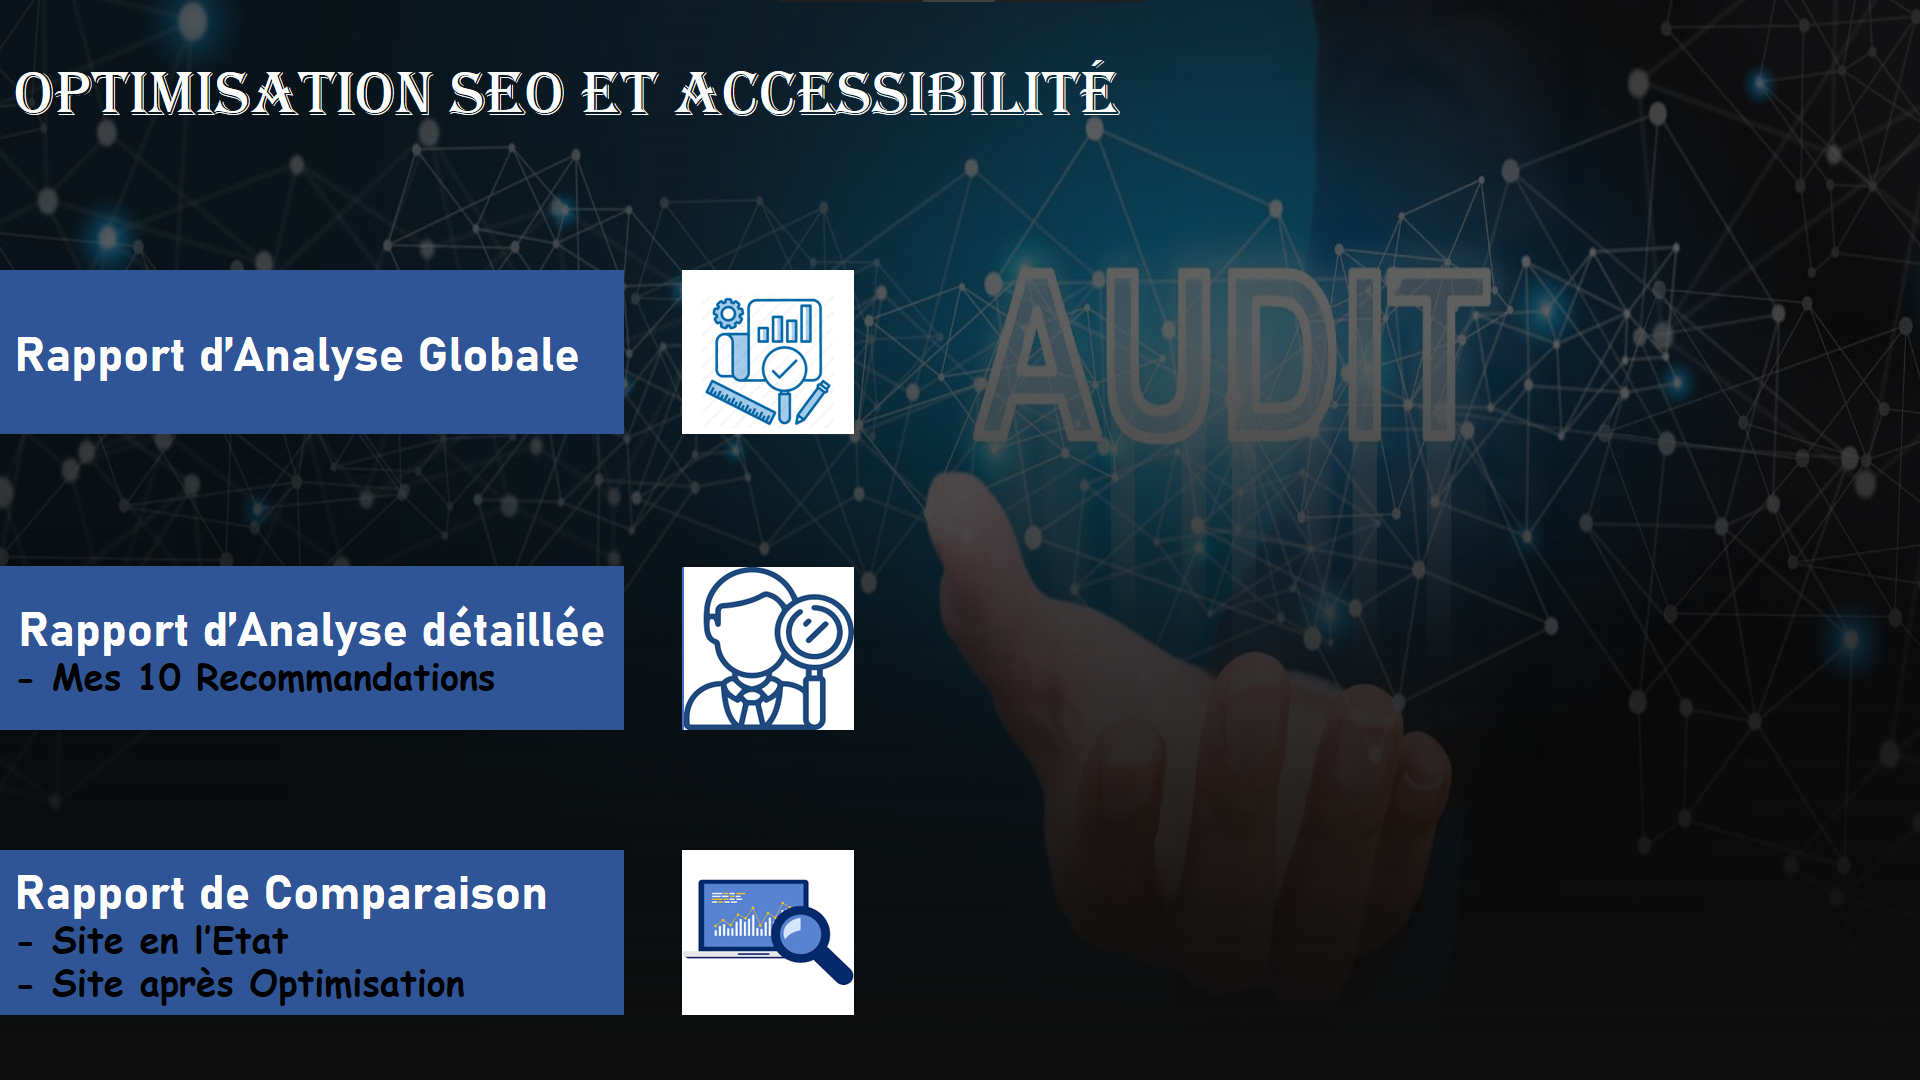 OPTIMISATION SEO ET ACCESSIBILITÉ
AUDIT
Rapport d'Analyse Globale
Rapport d'Analyse détaillée
- Mes 10 Recommandations
Rapport de Comparaison
- Site en l'Etat
- Site après Optimisation